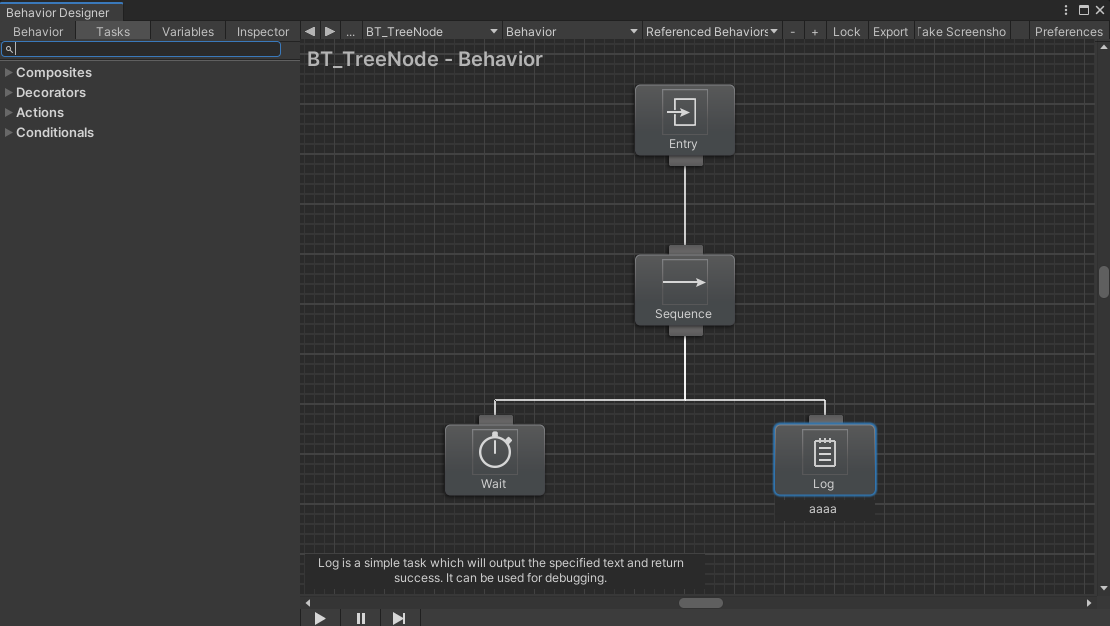 Behavior Designer
Behavior Tasks Variables Inspector ... BT_TreeNode Behavior Referenced Behaviors - + Lock Export Take Screensho Preferences
BT_TreeNode - Behavior
Composites
Decorators
Actions
Conditionals
Entry
Sequence
Wait
Log
aaaa
Log is a simple task which will output the specified text and return
success. It can be used for debugging.